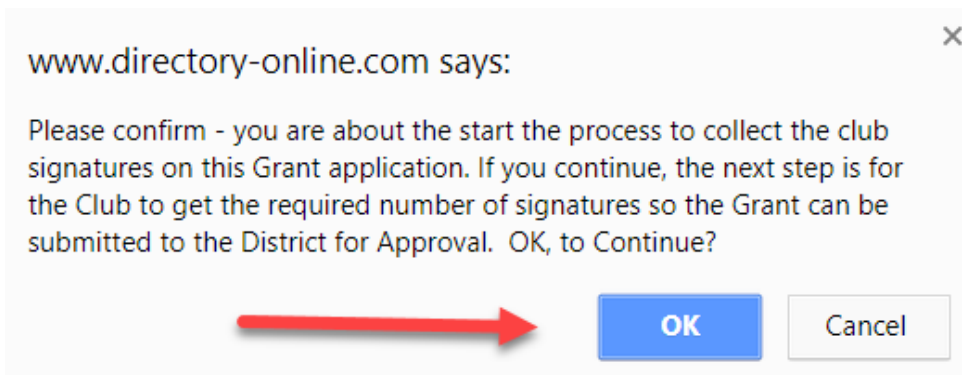 www.directory-online.com says:
Please confirm - you are about the start the process to collect the club
signatures on this Grant application. If you continue, the next step is for
the Club to get the required number of signatures so the Grant can be
submitted to the District for Approval.  OK, to Continue?
OK
Cancel